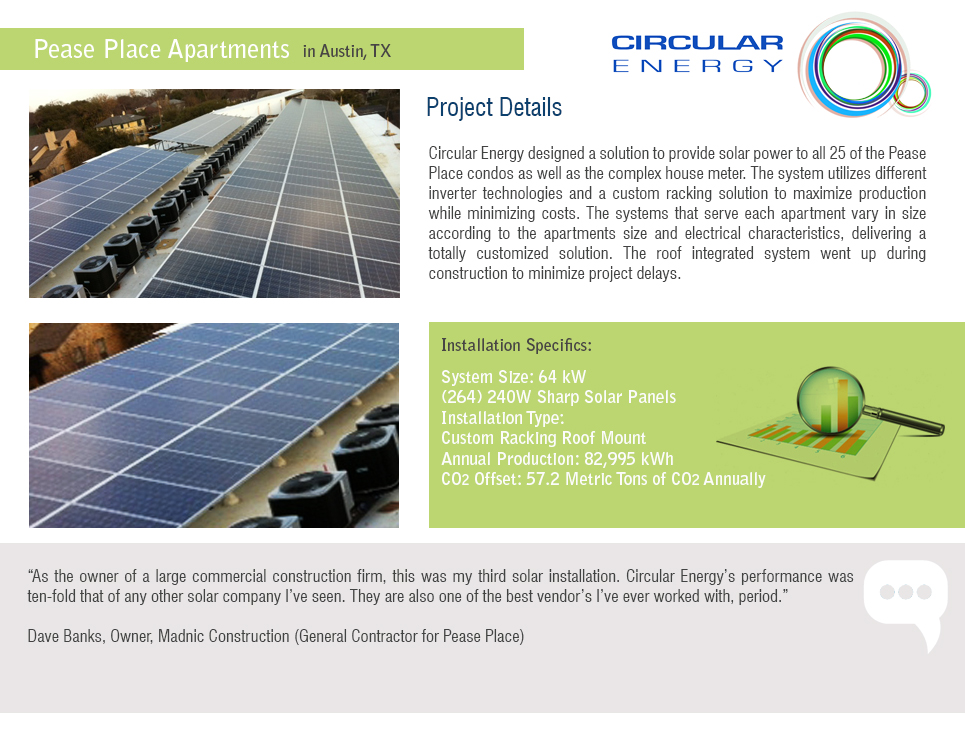 Pease Place Apartments in Austin, TX
CIRCULAR
ENERGY
Project Details
Circular Energy designed a solution to provide solar power to all 25 of the Pease
Place condos as well as the complex house meter. The system utilizes different
inverter technologies and a custom racking solution to maximize production
while minimizing costs. The systems that serve each apartment vary in size
according to the apartments size and electrical characteristics, delivering a
totally customized solution. The roof integrated system went up during
construction to minimize project delays.
Installation Specifics:
System Size: 64 kW
(264) 240W Sharp Solar Panels
Installation Type:
Custom Racking Roof Mount
Annual Production: 82,995 kWh
CO2 Offset: 57.2 Metric Tons of CO2 Annually
“As the owner of a large commercial construction firm, this was my third solar installation. Circular Energy’s performance was
ten-fold that of any other solar company I’ve seen. They are also one of the best vendor’s I’ve ever worked with, period.”
Dave Banks, Owner, Madnic Construction (General Contractor for Pease Place)